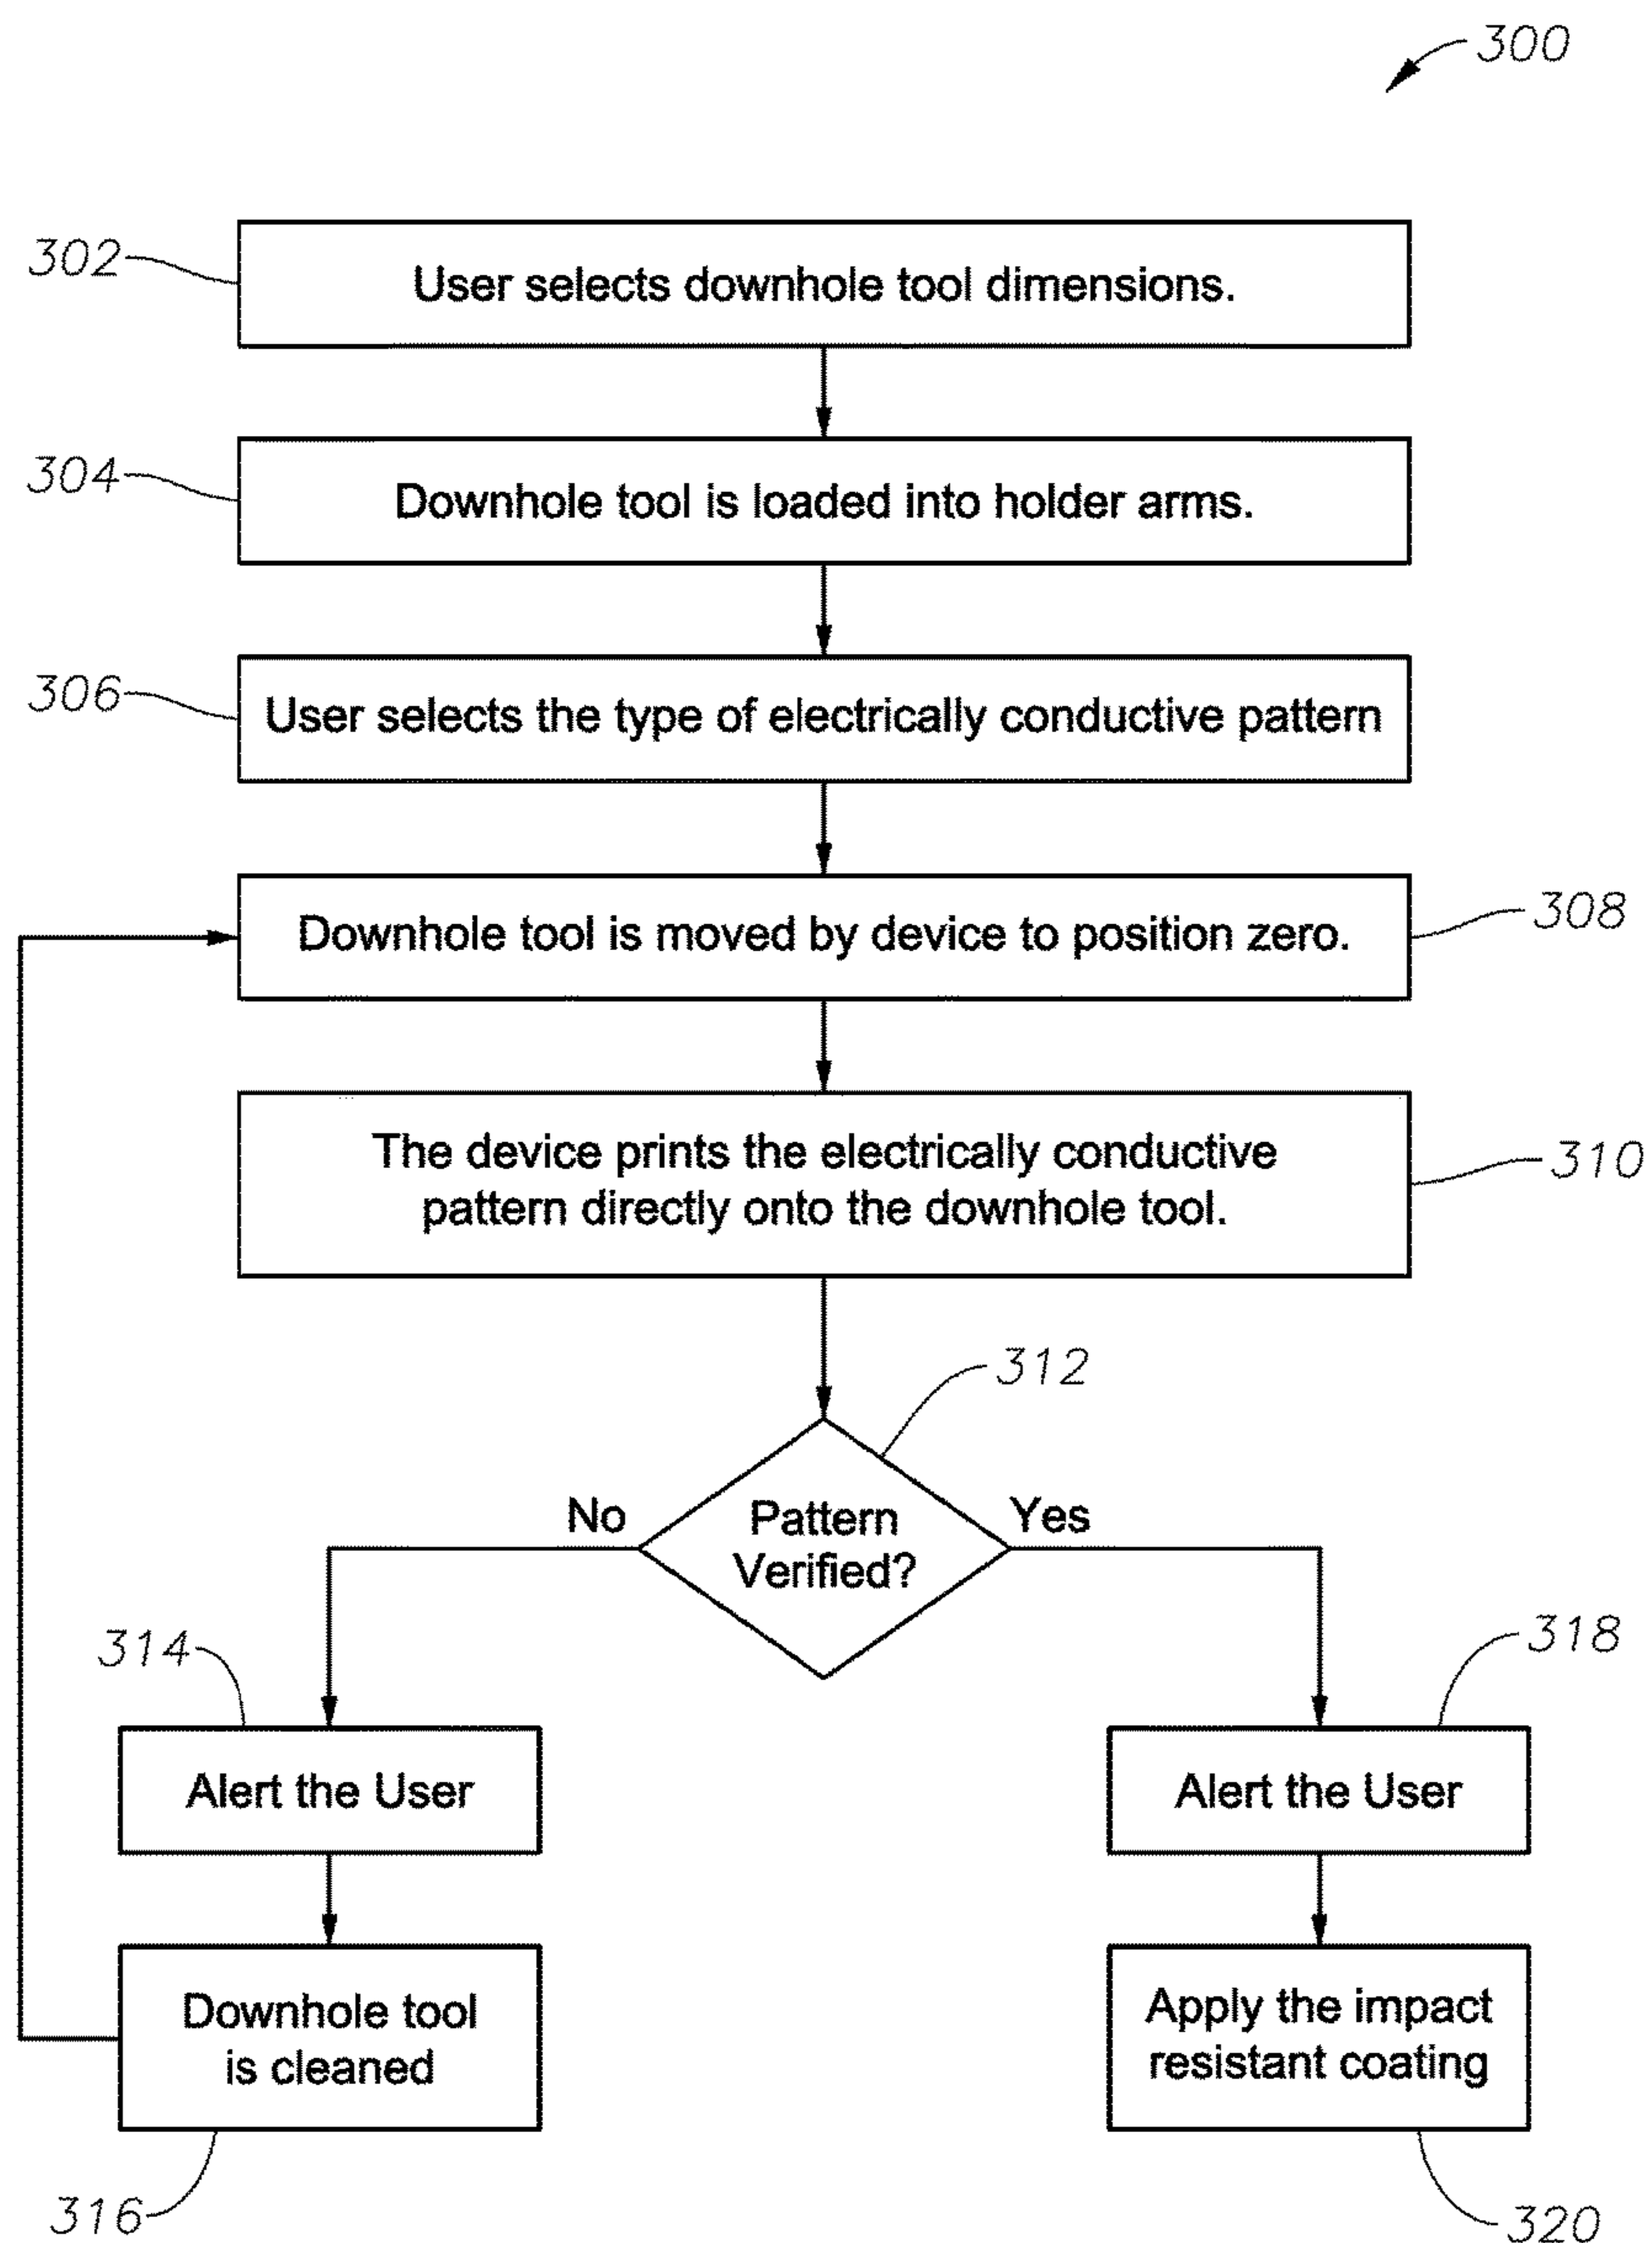 300
302
User selects downhole tool dimensions.
304
Downhole tool is loaded into holder arms.
306
User selects the type of electrically conductive pattern
308
Downhole tool is moved by device to position zero.
310
The device prints the electrically conductive
pattern directly onto the downhole tool.
312
No
Pattern
Verified?
Yes
314
Alert the User
318
Alert the User
Downhole tool
is cleaned
316
Apply the impact
resistant coating
320